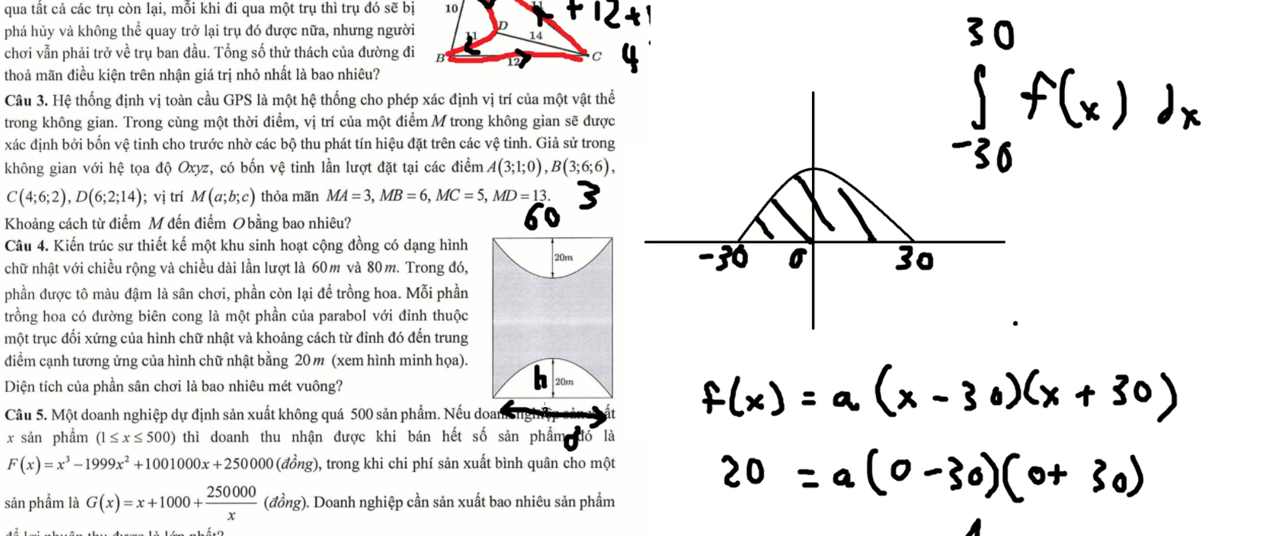 quả tất cả các trụ còn lại, mỗi khi đi qua một trụ thì trụ đó sẽ bị
phá hủy và không thể quay trở lại trụ đó được nữa, nhưng người
chơi vẫn phải trở về trụ ban đầu. Tổng số thử thách của đường đi
thoả mãn điều kiện trên nhận giá trị nhỏ nhất là bao nhiêu?
10
D
11
14
B
12
C
+ 12 +
4
Câu 3. Hệ thống định vị toàn cầu GPS là một hệ thống cho phép xác định vị trí của một vật thể
trong không gian. Trong cùng một thời điểm, vị trí của một điểm M trong không gian sẽ được
xác định bởi bốn vệ tinh cho trước nhờ các bộ thu phát tín hiệu đặt trên các vệ tinh. Giả sử trong
không gian với hệ tọa độ Oxyz, có bốn vệ tinh lần lượt đặt tại các điểm A(3;1;0), B(3;6;6),
C(4;6;2), D(6;2;14); vị trí M(a;b;c) thỏa mãn MA=3, MB=6, MC=5, MD=13.
Khoảng cách từ điểm M đến điểm O bằng bao nhiêu?
3
Câu 4. Kiến trúc sư thiết kế một khu sinh hoạt cộng đồng có dạng hình
chữ nhật với chiều rộng và chiều dài lần lượt là 60m và 80m. Trong đó,
phần được tô màu đậm là sân chơi, phần còn lại để trồng hoa. Mỗi phần
trồng hoa có đường biên cong là một phần của parabol với đỉnh thuộc
một trục đối xứng của hình chữ nhật và khoảng cách từ đỉnh đó đến trung
điểm cạnh tương ứng của hình chữ nhật bằng 20m (xem hình minh họa).
Diện tích của phần sân chơi là bao nhiêu mét vuông?
60
20m
h
20m
d
Câu 5. Một doanh nghiệp dự định sản xuất không quá 500 sản phẩm. Nếu doanh nghiệp sản xuất
x sản phẩm (1≤x≤500) thì doanh thu nhận được khi bán hết số sản phẩm đó là
F(x)=x³−1999x²+1001000x+250000(đồng), trong khi chi phí sản xuất bình quân cho một
sản phẩm là G(x)=x+1000+250000/x (đồng). Doanh nghiệp cần sản xuất bao nhiêu sản phẩm
để lợi nhuận thu được là lớn nhất?
30
∫ f(x) dx
-30
-30 0 30
f(x) = a(x - 30)(x + 30)
20 = a(0-30)(0+30)